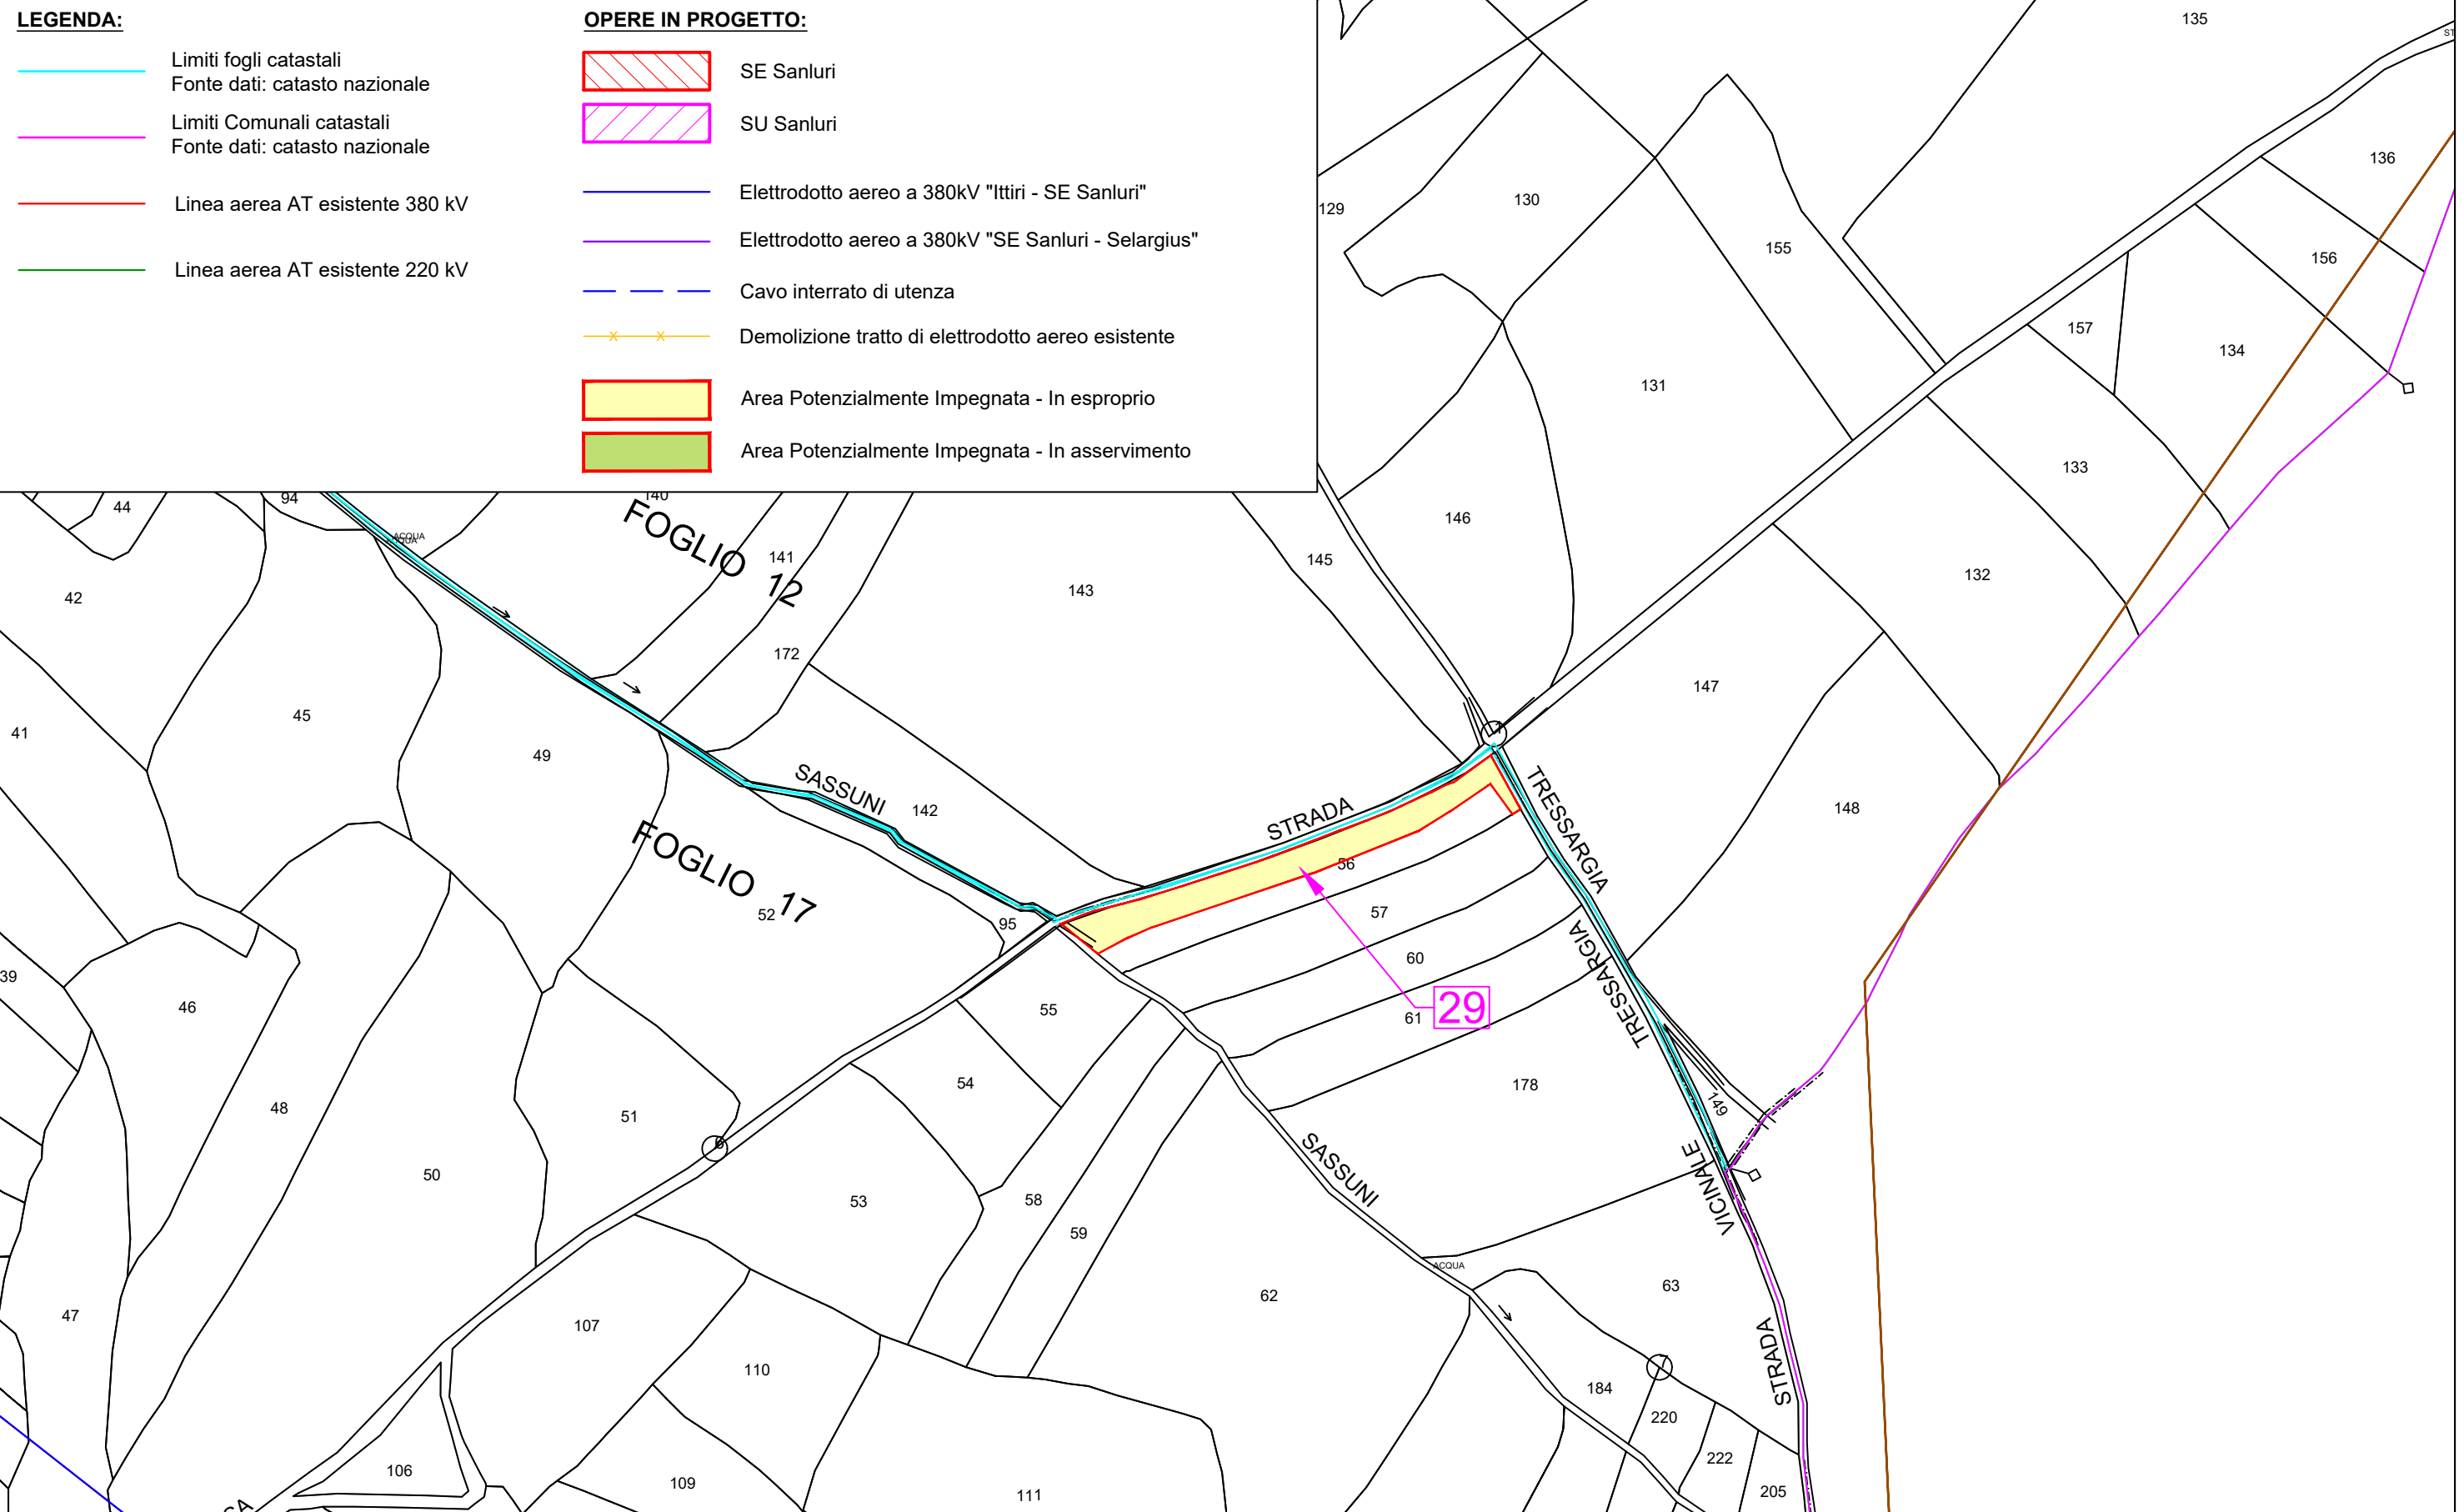 LEGENDA:
Limiti fogli catastali
Fonte dati: catasto nazionale
Limiti Comunali catastali
Fonte dati: catasto nazionale
Linea aerea AT esistente 380 kV
Linea aerea AT esistente 220 kV
OPERE IN PROGETTO:
SE Sanluri
SU Sanluri
Elettrodotto aereo a 380kV "Ittiri - SE Sanluri"
Elettrodotto aereo a 380kV "SE Sanluri - Selargius"
Cavo interrato di utenza
x x
Demolizione tratto di elettrodotto aereo esistente
Area Potenzialmente Impegnata - In esproprio
Area Potenzialmente Impegnata - In asservimento
135
ST
136
129
130
155
156
157
134
131
133
146
132
145
147
148
44
94
140
ACQUA
FOGLIO 12
141
143
42
172
45
41
49
SASSUNI
142
FOGLIO 17
52
95
STRADA
TRESSARGIA
56
57
60
61
29
TRESSARGIA
178
149
VICINALE
STRADA
39
46
48
55
54
51
6
50
53
58
59
SASSUNI
ACQUA
62
63
47
107
110
7
184
220
222
205
106
109
111
SA